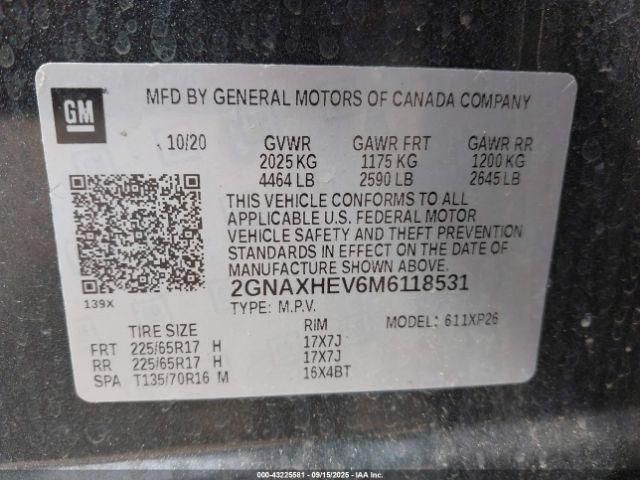 GM
MFD BY GENERAL MOTORS OF CANADA COMPANY
10/20 GVWR GAWR FRT GAWR RR
2025 KG 1175 KG 1200 KG
4464 LB 2590 LB 2645 LB
THIS VEHICLE CONFORMS TO ALL
APPLICABLE U.S. FEDERAL MOTOR
VEHICLE SAFETY AND THEFT PREVENTION
STANDARDS IN EFFECT ON THE DATE OF
MANUFACTURE SHOWN ABOVE.
2GNAXHEV6M6118531
139X
TYPE: M.P.V.
MODEL: 611XP26
TIRE SIZE RIM
FRT 225/65R17 H 17X7J
RR 225/65R17 H 17X7J
SPA T135/70R16 M 16X4BT
000-43225581 - 09/15/2025 - IAA Inc.